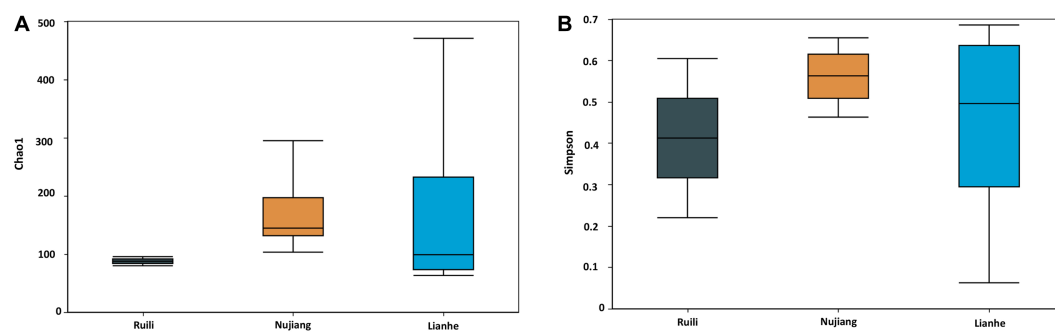 A
500
400
300
200
100
0
Chao1
Ruili
Nujiang
Lianhe
B
0.7
0.6
0.5
0.4
0.3
0.2
0.1
0
Simpson
Ruili
Nujiang
Lianhe